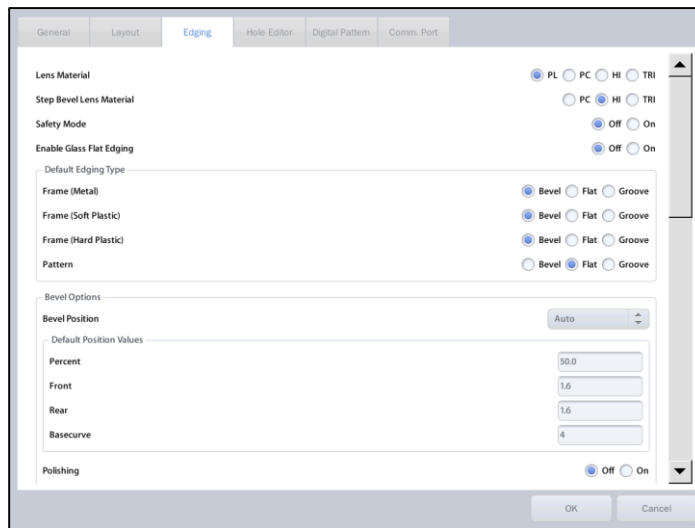 General Layout Edging Hole Editor Digital Pattern Comm. Port
Lens Material PL PC HI TRI
Step Bevel Lens Material PC HI TRI
Safety Mode Off On
Enable Glass Flat Edging Off On
Default Edging Type
Frame (Metal) Bevel Flat Groove
Frame (Soft Plastic) Bevel Flat Groove
Frame (Hard Plastic) Bevel Flat Groove
Pattern Bevel Flat Groove
Bevel Options
Bevel Position Auto
Default Position Values
Percent 50.0
Front 1.6
Rear 1.6
Basecurve 4
Polishing Off On
OK Cancel